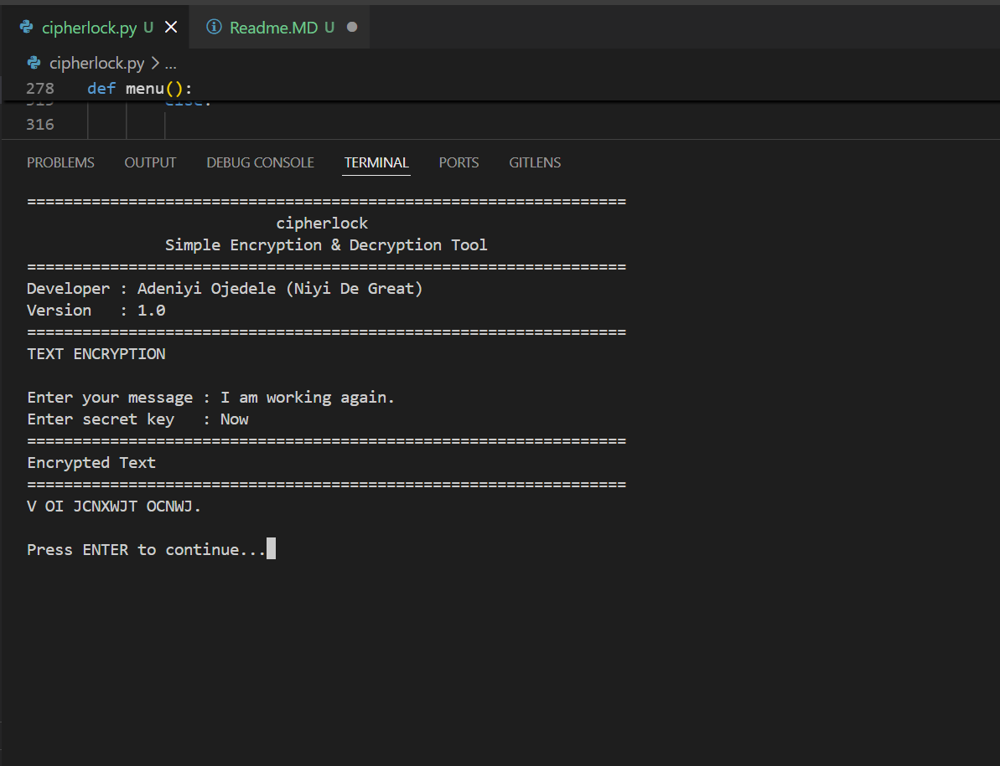 cipherlock.py U Readme.MD U
cipherlock.py > ...
278 def menu():
316
PROBLEMS OUTPUT DEBUG CONSOLE TERMINAL PORTS GITLENS
=================================================================
cipherlock
Simple Encryption & Decryption Tool
=================================================================
Developer : Adeniyi Ojedele (Niyi De Great)
Version : 1.0
=================================================================
TEXT ENCRYPTION
Enter your message : I am working again.
Enter secret key : Now
=================================================================
Encrypted Text
=================================================================
V OI JCNXWJT OCNWJ.
Press ENTER to continue...